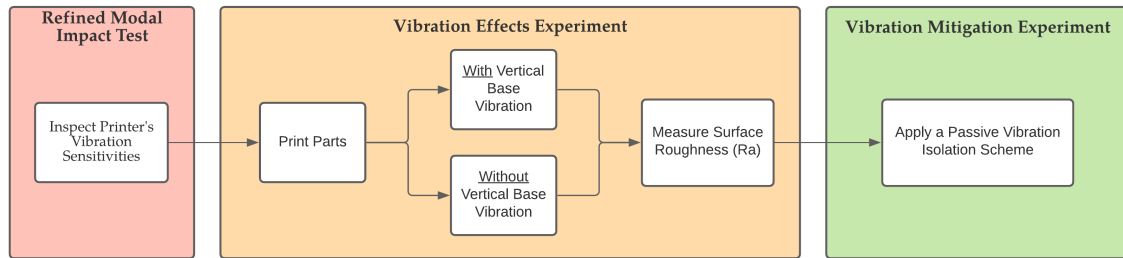 Refined Modal
Impact Test
Inspect Printer's
Vibration
Sensitivities
Vibration Effects Experiment
Print Parts
With Vertical
Base
Vibration
Without
Vertical Base
Vibration
Measure Surface
Roughness (Ra)
Vibration Mitigation Experiment
Apply a Passive Vibration
Isolation Scheme